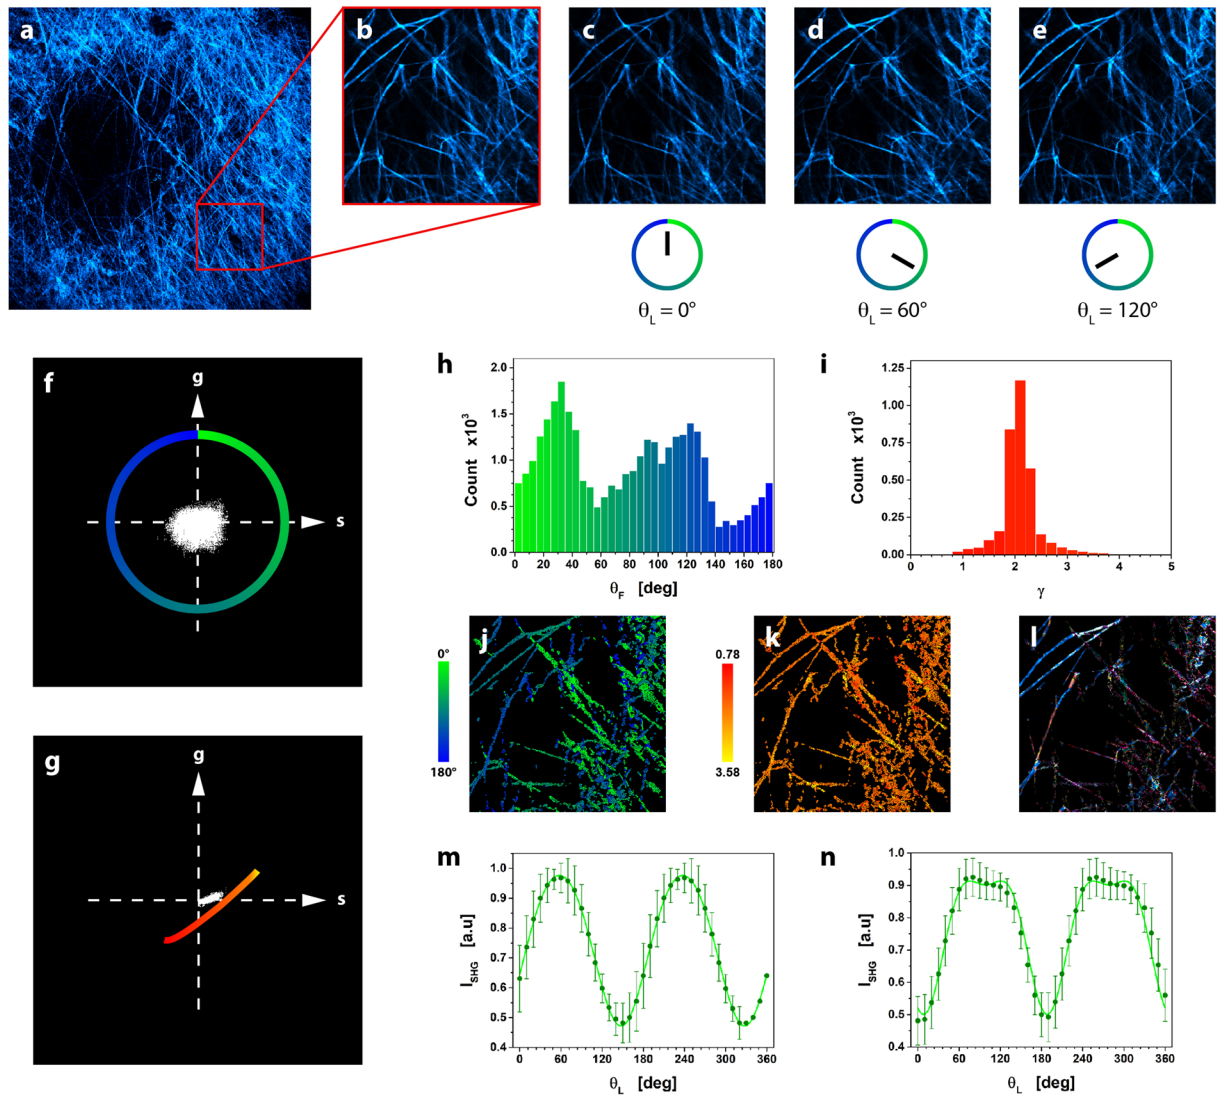 a
b
c
d
e
θL = 0°
θL = 60°
θL = 120°
f
g
s
g
g
s
h
Count x10³
2.0
1.5
1.0
0.5
0.0
0 20 40 60 80 100 120 140 160 180
θF [deg]
i
Count x10³
1.25
1.00
0.75
0.50
0.25
0.00
0 1 2 3 4 5
γ
j
0°
180°
k
0.78
3.58
l
m
ISHG [a.u]
1.0
0.9
0.8
0.7
0.6
0.5
0.4
0 60 120 180 240 300 360
θL [deg]
n
ISHG [a.u]
1.0
0.9
0.8
0.7
0.6
0.5
0.4
0 60 120 180 240 300 360
θL [deg]